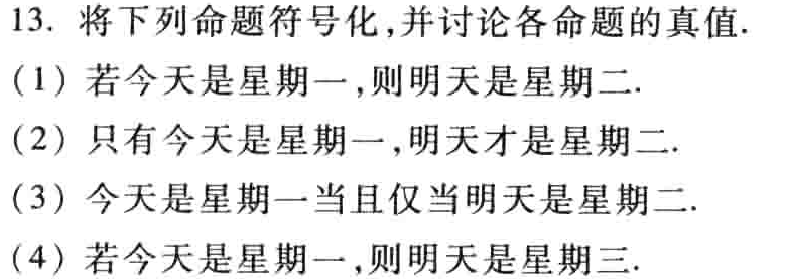 13. 将下列命题符号化,并讨论各命题的真值.
(1) 若今天是星期一,则明天是星期二.
(2) 只有今天是星期一,明天才是星期二.
(3) 今天是星期一当且仅当明天是星期二.
(4) 若今天是星期一,则明天是星期三.